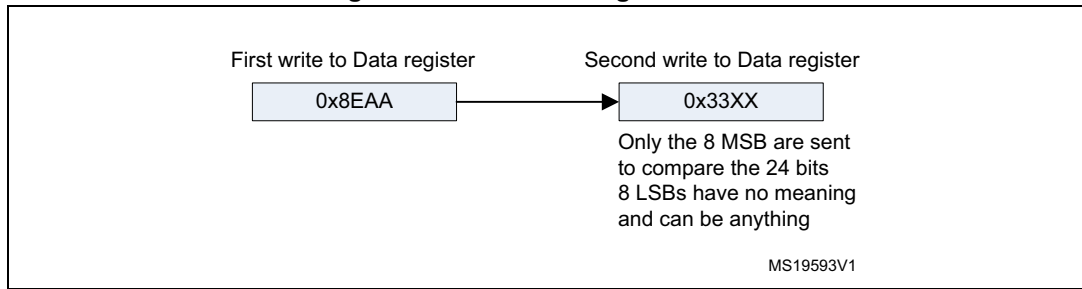 First write to Data register
Second write to Data register
0x8EAA
0x33XX
Only the 8 MSB are sent
to compare the 24 bits
8 LSBs have no meaning
and can be anything
MS19593V1